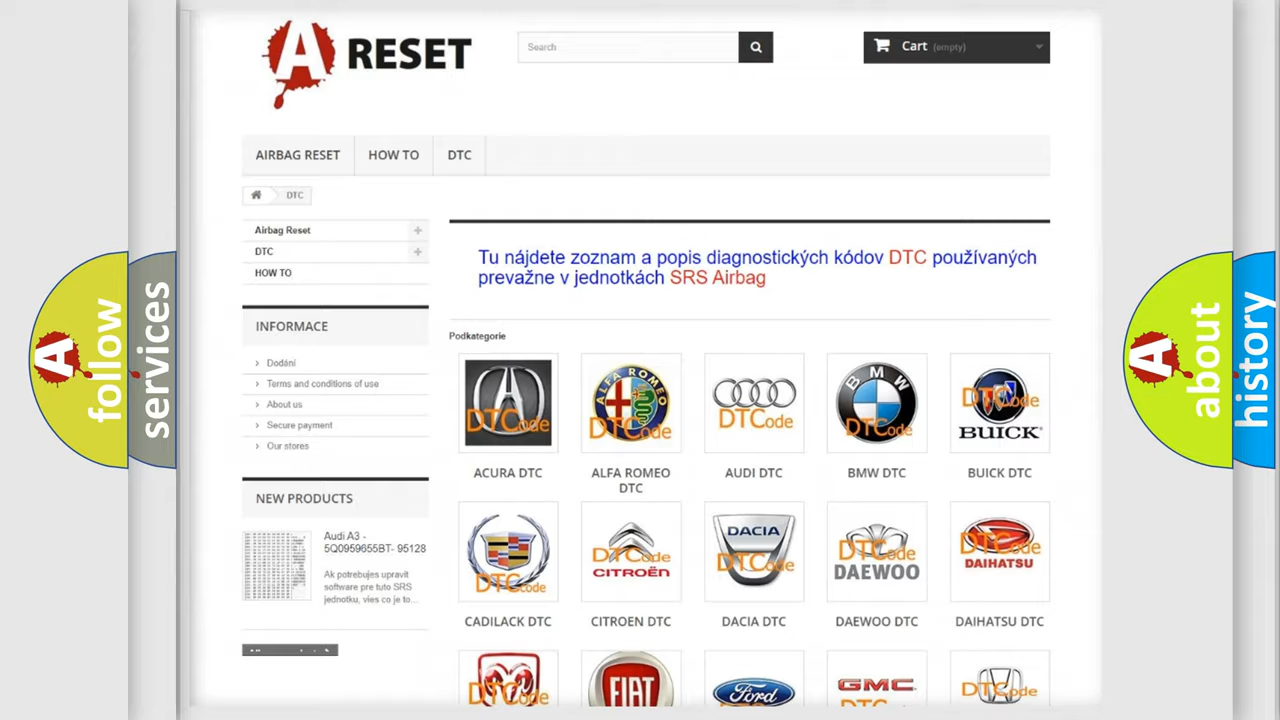 A RESET
Search
Cart (empty)
AIRBAG RESET
HOW TO
DTC
DTC
Airbag Reset
DTC
HOW TO
INFORMACE
Dodání
Terms and conditions of use
About us
Secure payment
Our stores
NEW PRODUCTS
Audi A3 -
5Q0959655BT- 95128
Ak potrebujes upravit
software pre tuto SRS
jednotku, vies co je to...
Tu nájdete zoznam a popis diagnostických kódov DTC používaných
prevažne v jednotkách SRS Airbag
Podkategorie
DTCode
ALFA ROMEO
DTCode
DTCode
BMW
DTCode
DTCode
BUICK
ACURA DTC
ALFA ROMEO
DTC
AUDI DTC
BMW DTC
BUICK DTC
DTCode
DTCode
CITROËN
DACIA
DTCode
DTCode
DAEWOO
DTCode
DAIHATSU
CADILACK DTC
CITROEN DTC
DACIA DTC
DAEWOO DTC
DAIHATSU DTC
DTCode
FIAT
Ford
GMC
DTCode
A follow
services
A about
history